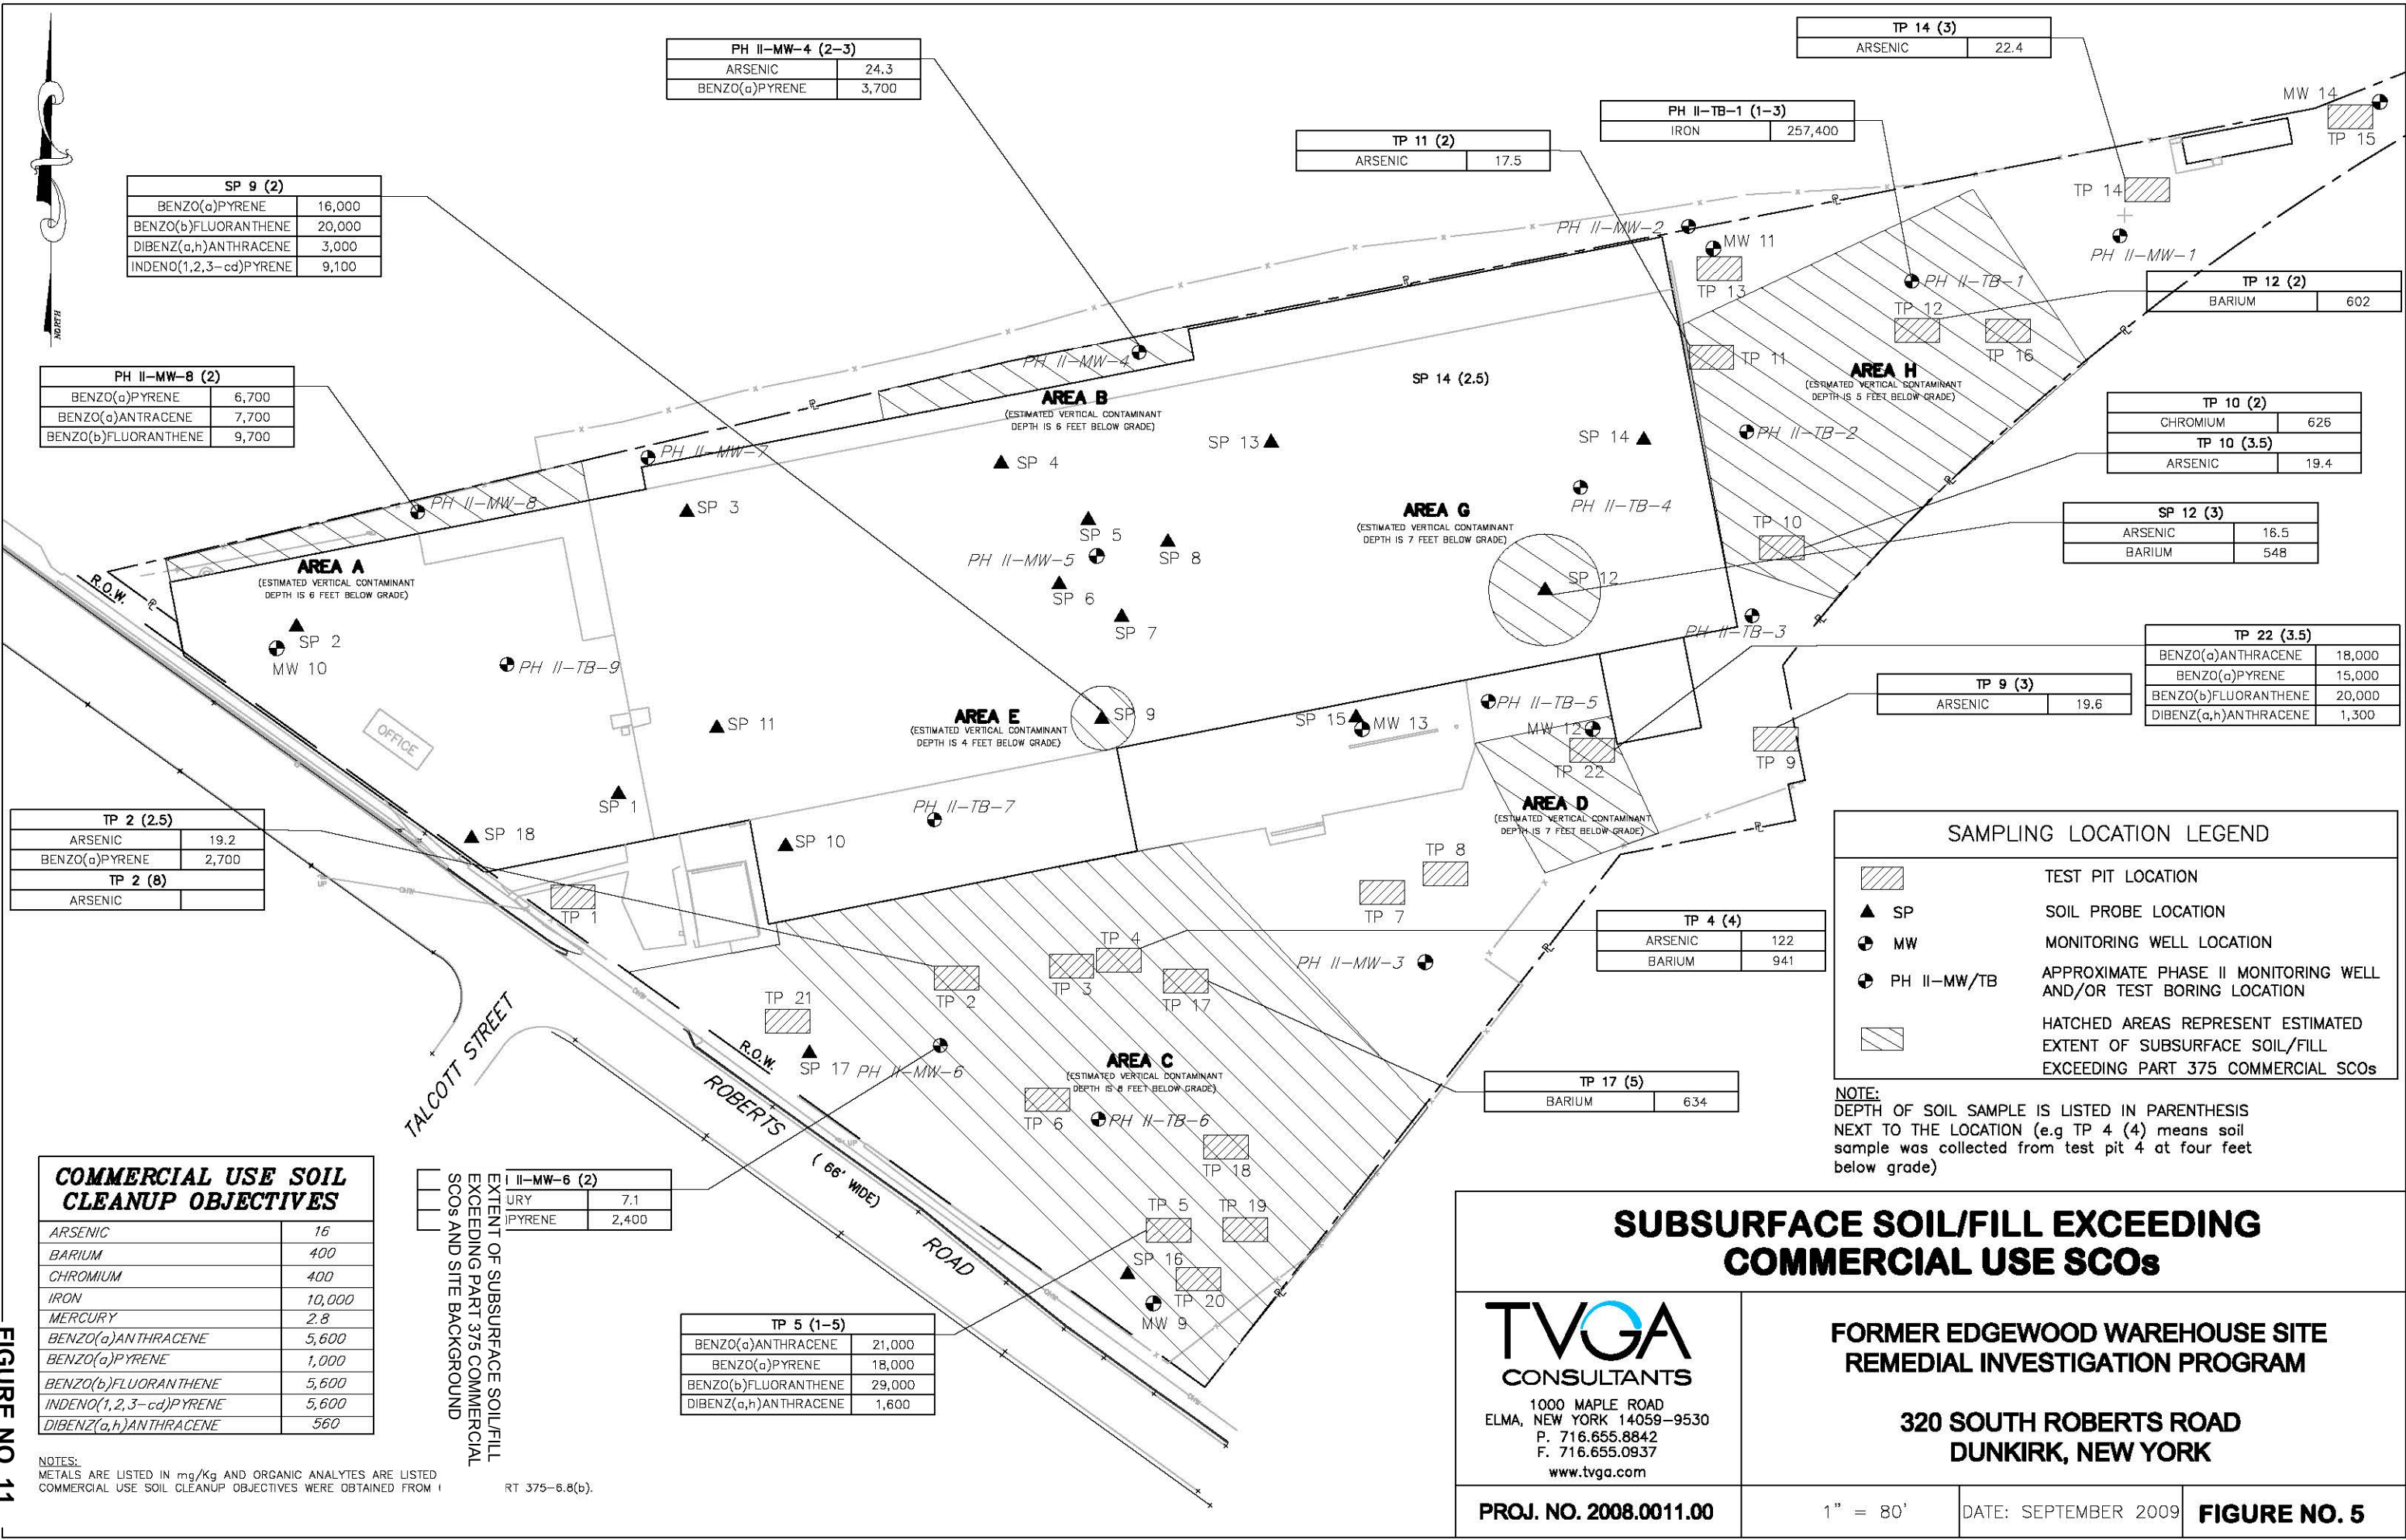 PH II-MW-4 (2-3)
ARSENIC 24.3
BENZO(a)PYRENE 3,700
TP 14 (3)
ARSENIC 22.4
PH II-TB-1 (1-3)
IRON 257,400
TP 11 (2)
ARSENIC 17.5
SP 9 (2)
BENZO(a)PYRENE 16,000
BENZO(b)FLUORANTHENE 20,000
DIBENZ(a,h)ANTHRACENE 3,000
INDENO(1,2,3-cd)PYRENE 9,100
NORTH
PH II-MW-8 (2)
BENZO(a)PYRENE 6,700
BENZO(a)ANTRACENE 7,700
BENZO(b)FLUORANTHENE 9,700
TP 12 (2)
BARIUM 602
TP 10 (2)
CHROMIUM 626
TP 10 (3.5)
ARSENIC 19.4
SP 12 (3)
ARSENIC 16.5
BARIUM 548
TP 22 (3.5)
BENZO(a)ANTHRACENE 18,000
BENZO(a)PYRENE 15,000
BENZO(b)FLUORANTHENE 20,000
DIBENZ(a,h)ANTHRACENE 1,300
TP 9 (3)
ARSENIC 19.6
TP 2 (2.5)
ARSENIC 19.2
BENZO(a)PYRENE 2,700
TP 2 (8)
ARSENIC
TP 4 (4)
ARSENIC 122
BARIUM 941
TP 17 (5)
BARIUM 634
II-MW-6 (2)
URY 7.1
PYRENE 2,400
TP 5 (1-5)
BENZO(a)ANTHRACENE 21,000
BENZO(a)PYRENE 18,000
BENZO(b)FLUORANTHENE 29,000
DIBENZ(a,h)ANTHRACENE 1,600
MW 14
TP 15
TP 14
PH II-MW-1
PH II-MW-2
MW 11
TP 13
PH II-TB-1
TP 12
TP 16
TP 11
AREA H
(ESTIMATED VERTICAL CONTAMINANT
DEPTH IS 5 FEET BELOW GRADE)
PH II-TB-2
PH II-MW-4
AREA B
(ESTIMATED VERTICAL CONTAMINANT
DEPTH IS 6 FEET BELOW GRADE)
SP 14 (2.5)
PH II-MW-7
SP 13
SP 14
SP 4
PH II-MW-8
SP 3
AREA G
(ESTIMATED VERTICAL CONTAMINANT
DEPTH IS 7 FEET BELOW GRADE)
PH II-TB-4
SP 5
TP 10
PH II-MW-5
SP 8
AREA A
(ESTIMATED VERTICAL CONTAMINANT
DEPTH IS 6 FEET BELOW GRADE)
SP 12
SP 6
R.O.W.
SP 7
PH II-TB-3
SP 2
MW 10
PH II-TB-9
PH II-TB-5
AREA E
(ESTIMATED VERTICAL CONTAMINANT
DEPTH IS 4 FEET BELOW GRADE)
SP 9
SP 15
MW 13
MW 12
SP 11
OFFICE
TP 22
TP 9
SP 1
PH II-TB-7
AREA D
(ESTIMATED VERTICAL CONTAMINANT
DEPTH IS 7 FEET BELOW GRADE)
SP 18
SP 10
TP 8
TP 1
TP 7
TP 4
TP 3
TP 2
TP 17
PH II-MW-3
TP 21
R.O.W.
SP 17
PH II-MW-6
AREA C
(ESTIMATED VERTICAL CONTAMINANT
DEPTH IS 8 FEET BELOW GRADE)
TP 6
PH II-TB-6
TP 18
TP 5
TP 19
SP 16
TP 20
MW 9
TALCOTT STREET
ROBERTS
( 66' WIDE)
ROAD
SAMPLING LOCATION LEGEND
TEST PIT LOCATION
SP SOIL PROBE LOCATION
MW MONITORING WELL LOCATION
PH II-MW/TB APPROXIMATE PHASE II MONITORING WELL
AND/OR TEST BORING LOCATION
HATCHED AREAS REPRESENT ESTIMATED
EXTENT OF SUBSURFACE SOIL/FILL
EXCEEDING PART 375 COMMERCIAL SCOs
NOTE:
DEPTH OF SOIL SAMPLE IS LISTED IN PARENTHESIS
NEXT TO THE LOCATION (e.g TP 4 (4) means soil
sample was collected from test pit 4 at four feet
below grade)
COMMERCIAL USE SOIL
CLEANUP OBJECTIVES
ARSENIC 16
BARIUM 400
CHROMIUM 400
IRON 10,000
MERCURY 2.8
BENZO(a)ANTHRACENE 5,600
BENZO(a)PYRENE 1,000
BENZO(b)FLUORANTHENE 5,600
INDENO(1,2,3-cd)PYRENE 5,600
DIBENZ(a,h)ANTHRACENE 560
NOTES:
METALS ARE LISTED IN mg/Kg AND ORGANIC ANALYTES ARE LISTED
COMMERCIAL USE SOIL CLEANUP OBJECTIVES WERE OBTAINED FROM RT 375-6.8(b).
EXTENT OF SUBSURFACE SOIL/FILL
EXCEEDING PART 375 COMMERCIAL
SCOs AND SITE BACKGROUND
FIGURE NO. 11
SUBSURFACE SOIL/FILL EXCEEDING
COMMERCIAL USE SCOs
TVGA
CONSULTANTS
1000 MAPLE ROAD
ELMA, NEW YORK 14059-9530
P. 716.655.8842
F. 716.655.0937
www.tvga.com
FORMER EDGEWOOD WAREHOUSE SITE
REMEDIAL INVESTIGATION PROGRAM
320 SOUTH ROBERTS ROAD
DUNKIRK, NEW YORK
PROJ. NO. 2008.0011.00
1" = 80'
DATE: SEPTEMBER 2009
FIGURE NO. 5